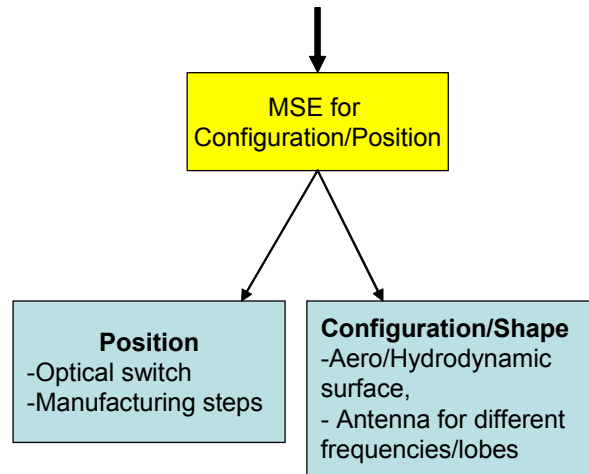 MSE for
Configuration/Position
Position
-Optical switch
-Manufacturing steps
Configuration/Shape
-Aero/Hydrodynamic
surface,
- Antenna for different
frequencies/lobes